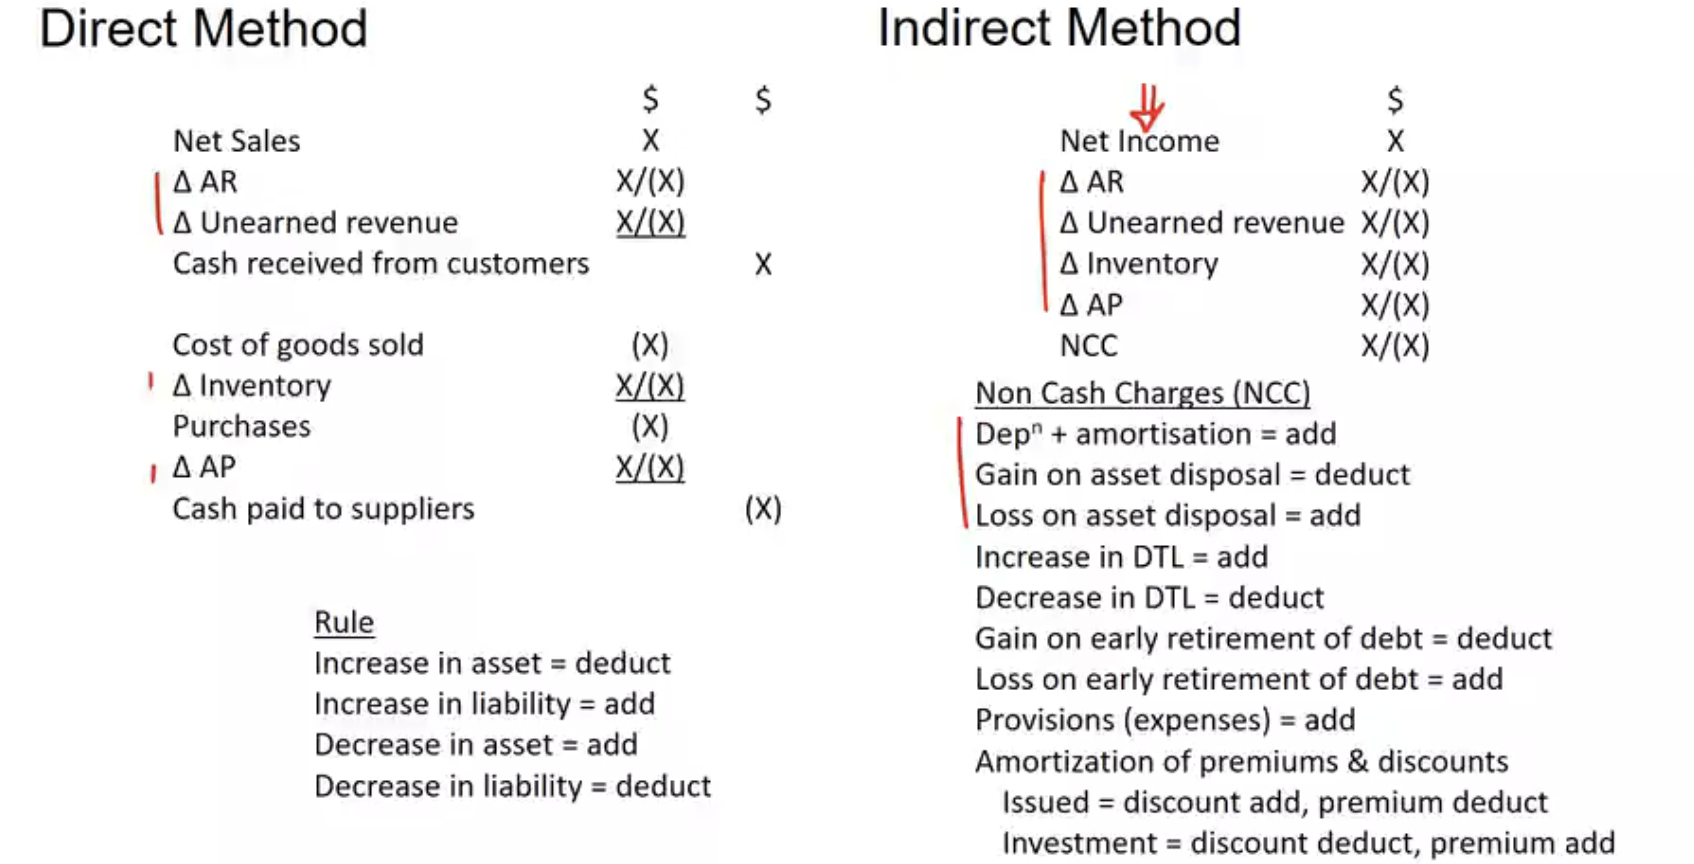 Direct Method
$ $
Net Sales X
Δ AR X/(X)
Δ Unearned revenue X/(X)
Cash received from customers X
Cost of goods sold (X)
Δ Inventory X/(X)
Purchases (X)
Δ AP X/(X)
Cash paid to suppliers (X)
Rule
Increase in asset = deduct
Increase in liability = add
Decrease in asset = add
Decrease in liability = deduct
Indirect Method
$
Net Income X
Δ AR X/(X)
Δ Unearned revenue X/(X)
Δ Inventory X/(X)
Δ AP X/(X)
NCC X/(X)
Non Cash Charges (NCC)
Depⁿ + amortisation = add
Gain on asset disposal = deduct
Loss on asset disposal = add
Increase in DTL = add
Decrease in DTL = deduct
Gain on early retirement of debt = deduct
Loss on early retirement of debt = add
Provisions (expenses) = add
Amortization of premiums & discounts
Issued = discount add, premium deduct
Investment = discount deduct, premium add